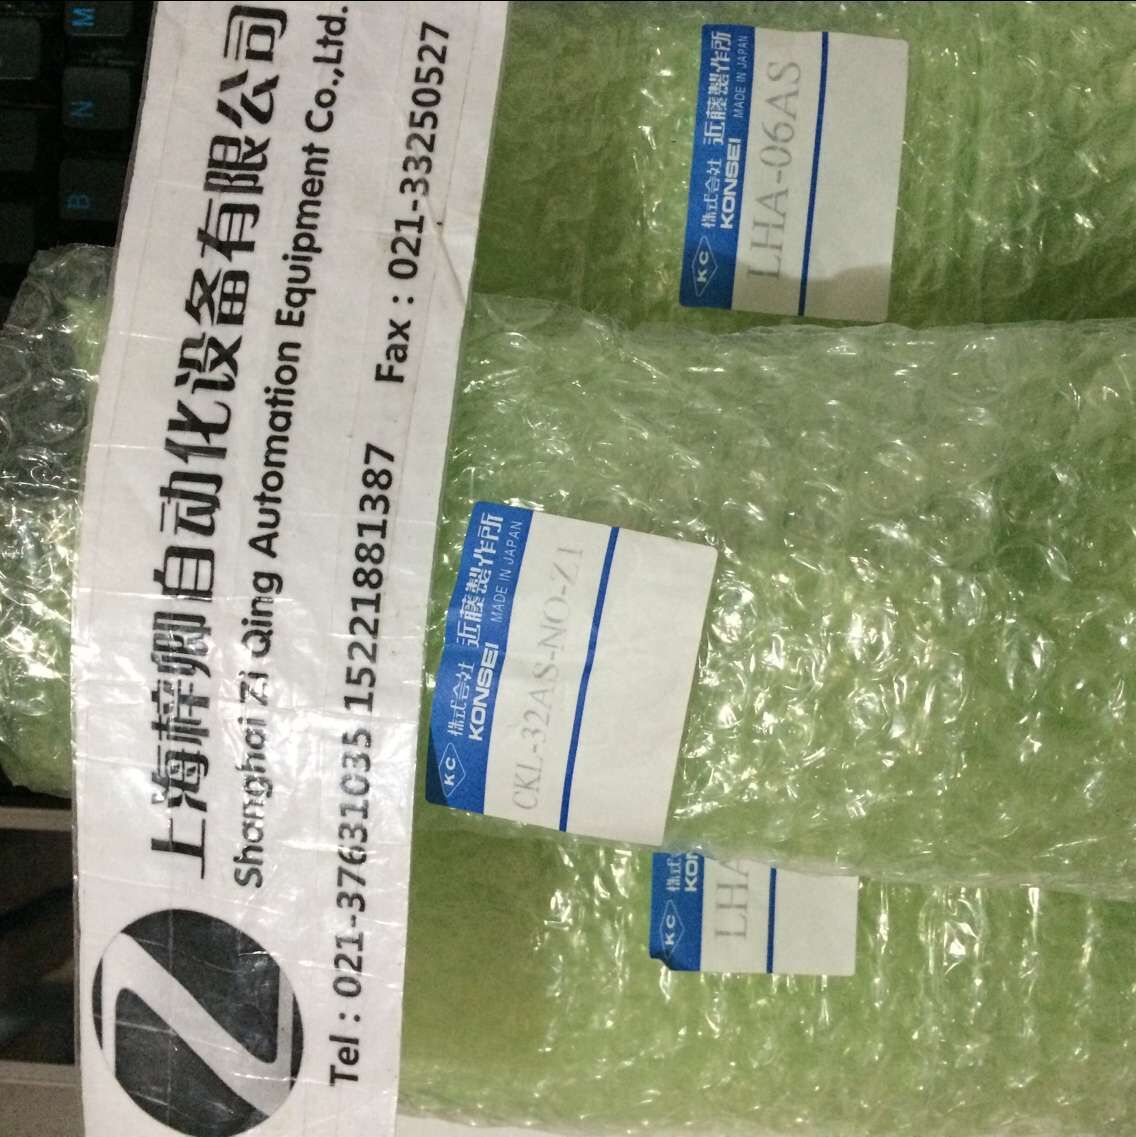 上海梓卿自动化设备有限公司
Shanghai Zi Qing Automation Equipment Co.,Ltd.
Tel : 021-37631035 15221881387 Fax : 021-33250527
KC 株式会社 近藤製作所
KONSEI MADE IN JAPAN
LHA-06AS
KC 株式会社 近藤製作所
KONSEI MADE IN JAPAN
CKL-32AS-NO-Z1
KC 株式
KON
LHA
B
N
M